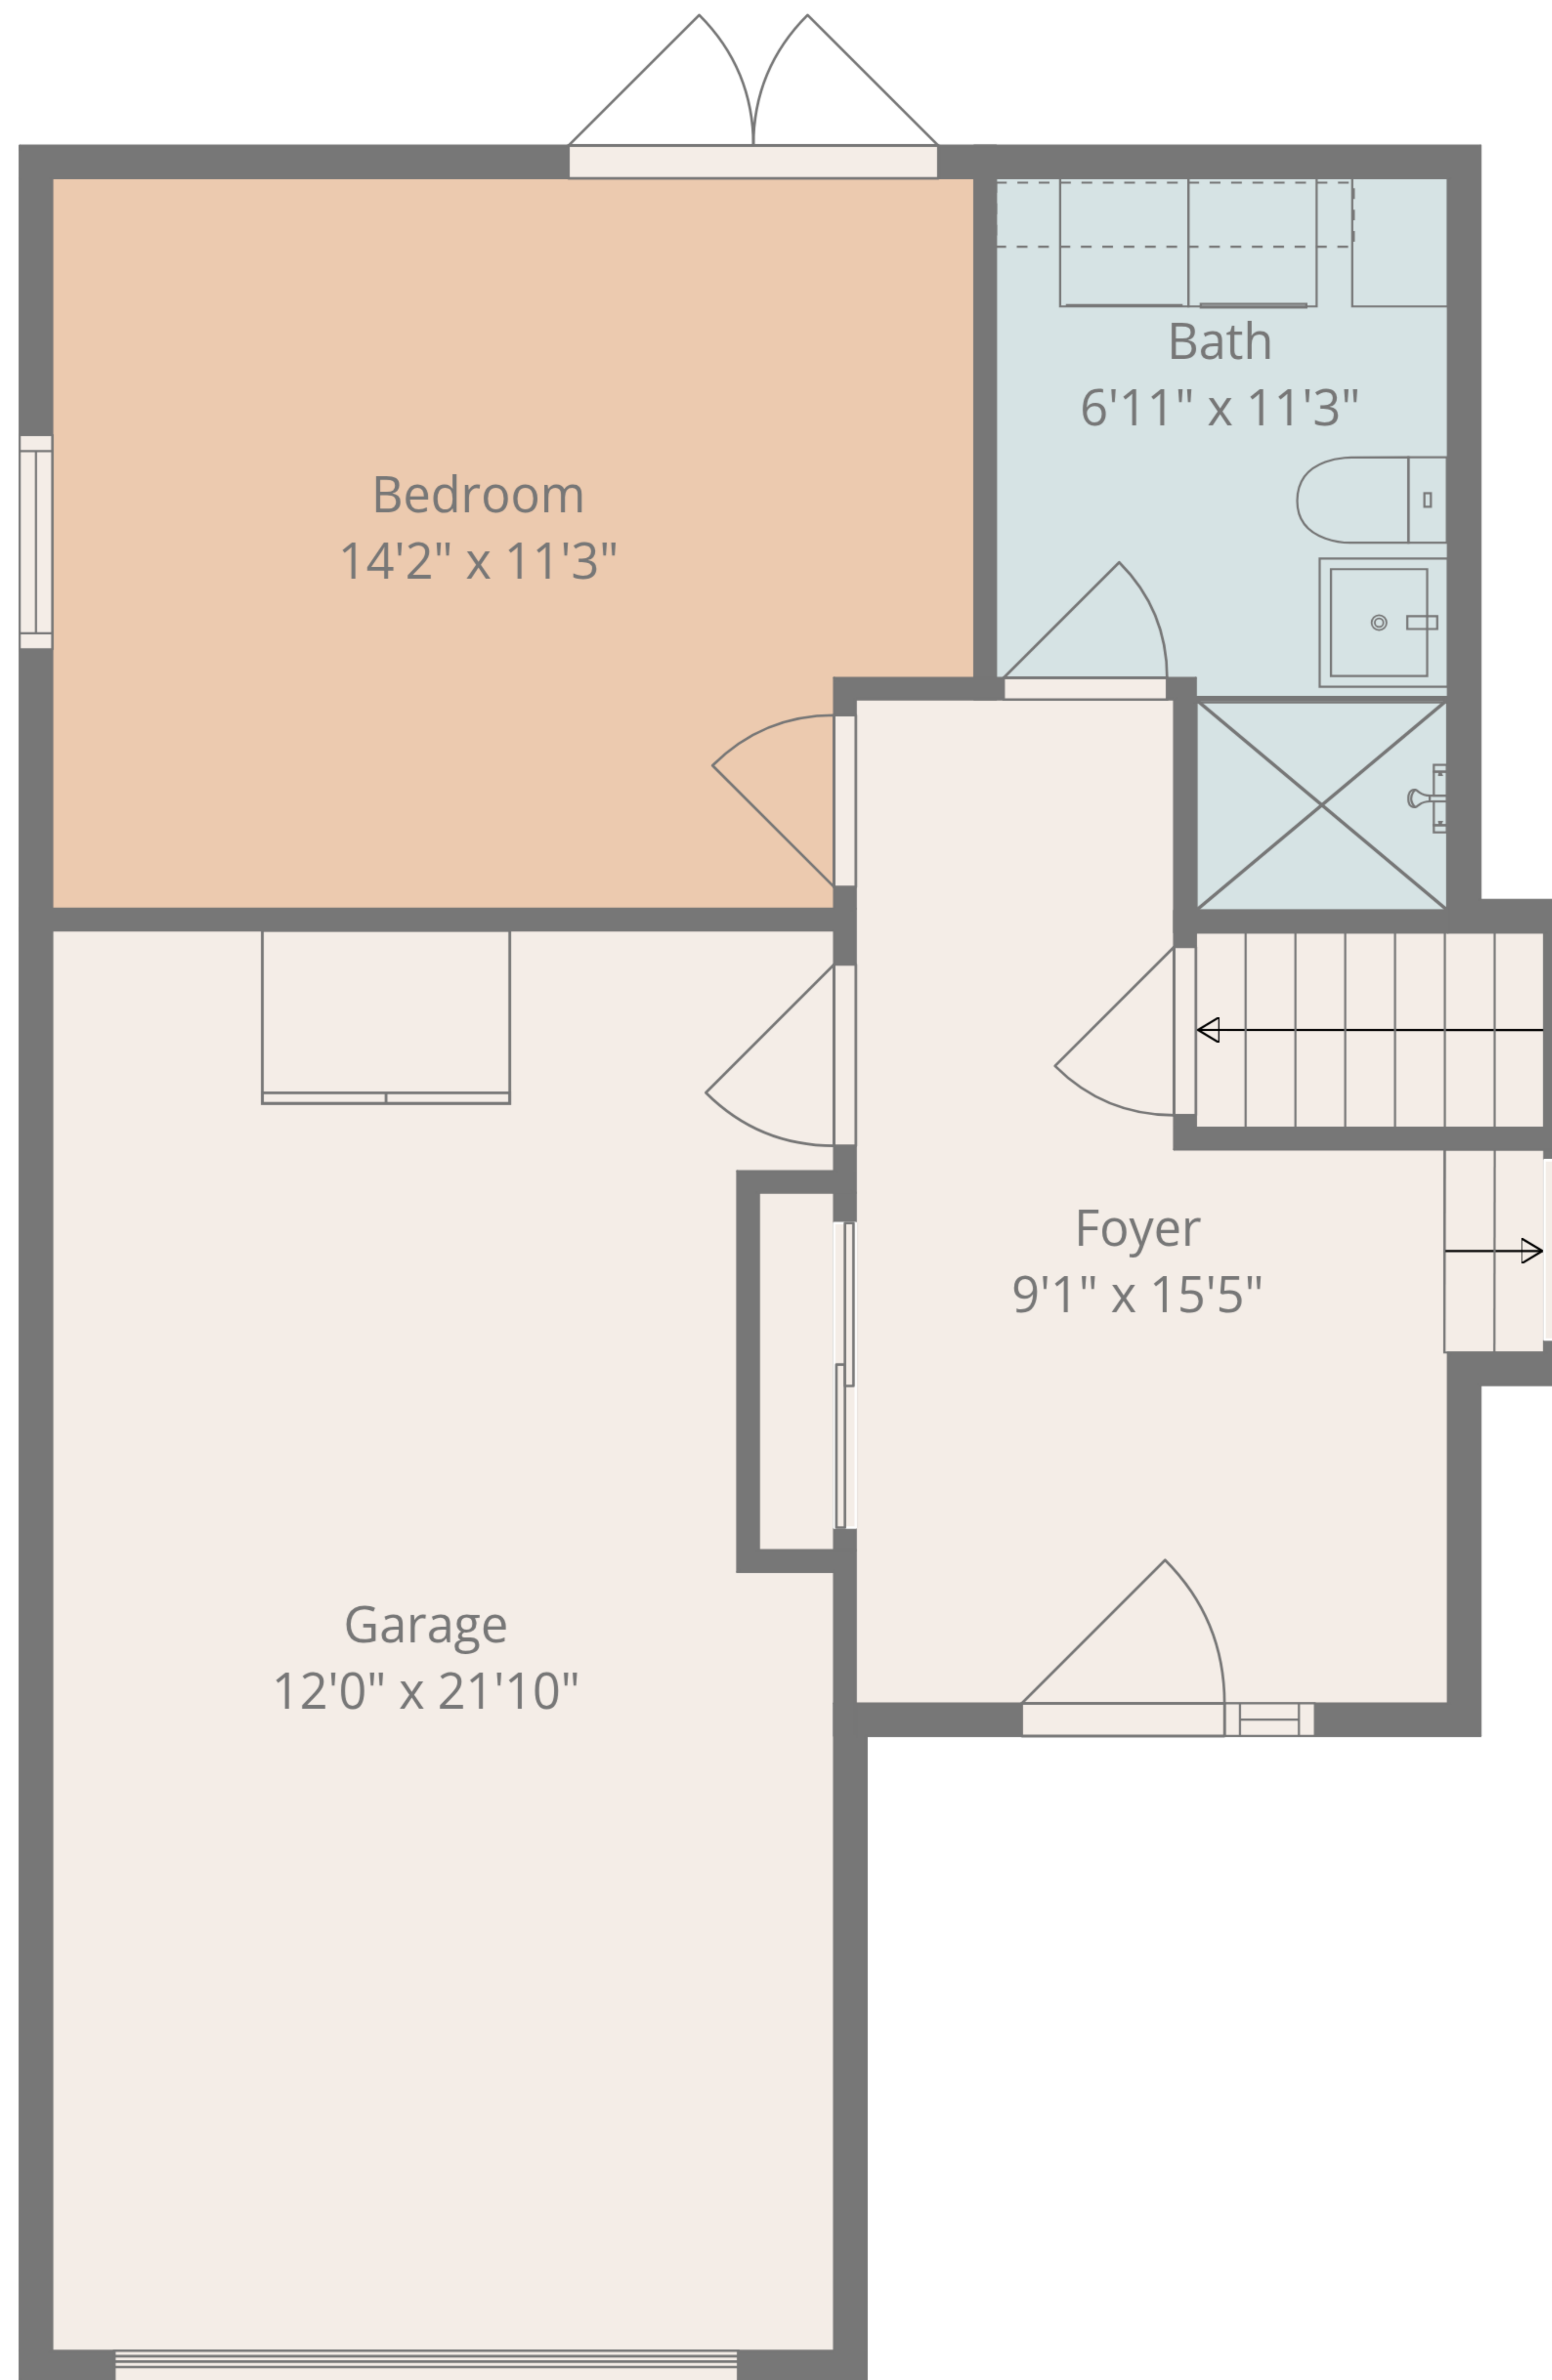 Bath
6'11" x 11'3"
Bedroom
14'2" x 11'3"
Foyer
9'1" x 15'5"
Garage
12'0" x 21'10"